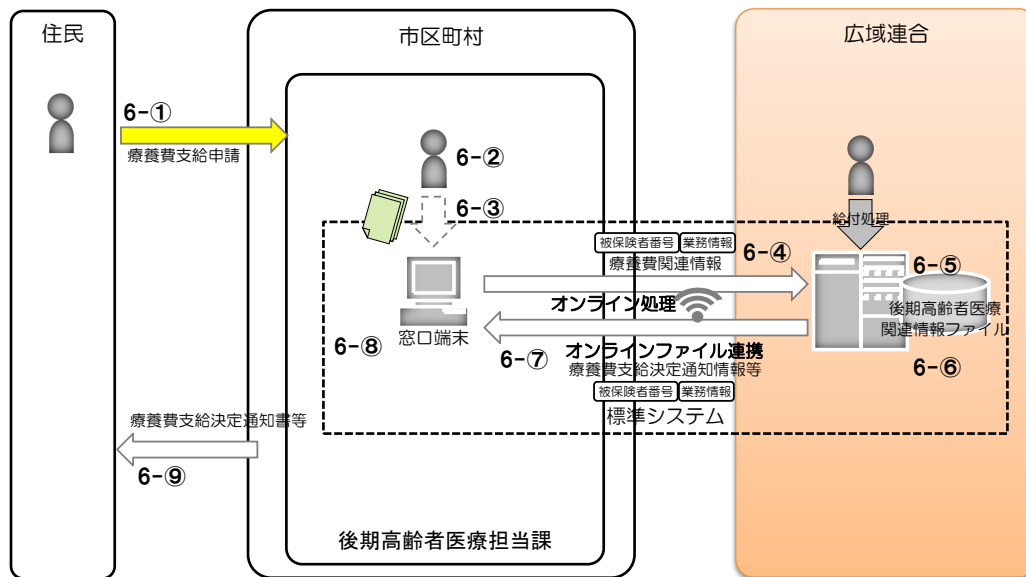 住民
市区町村
広域連合
6-①
療養費支給申請
6-②
6-③
給付処理
被保険者番号 業務情報
6-④
療養費関連情報
6-⑤
オンライン処理
後期高齢者医療
関連情報ファイル
窓口端末
6-⑧
6-⑦
オンラインファイル連携
療養費支給決定通知情報等
6-⑥
被保険者番号 業務情報
標準システム
療養費支給決定通知書等
6-⑨
後期高齢者医療担当課